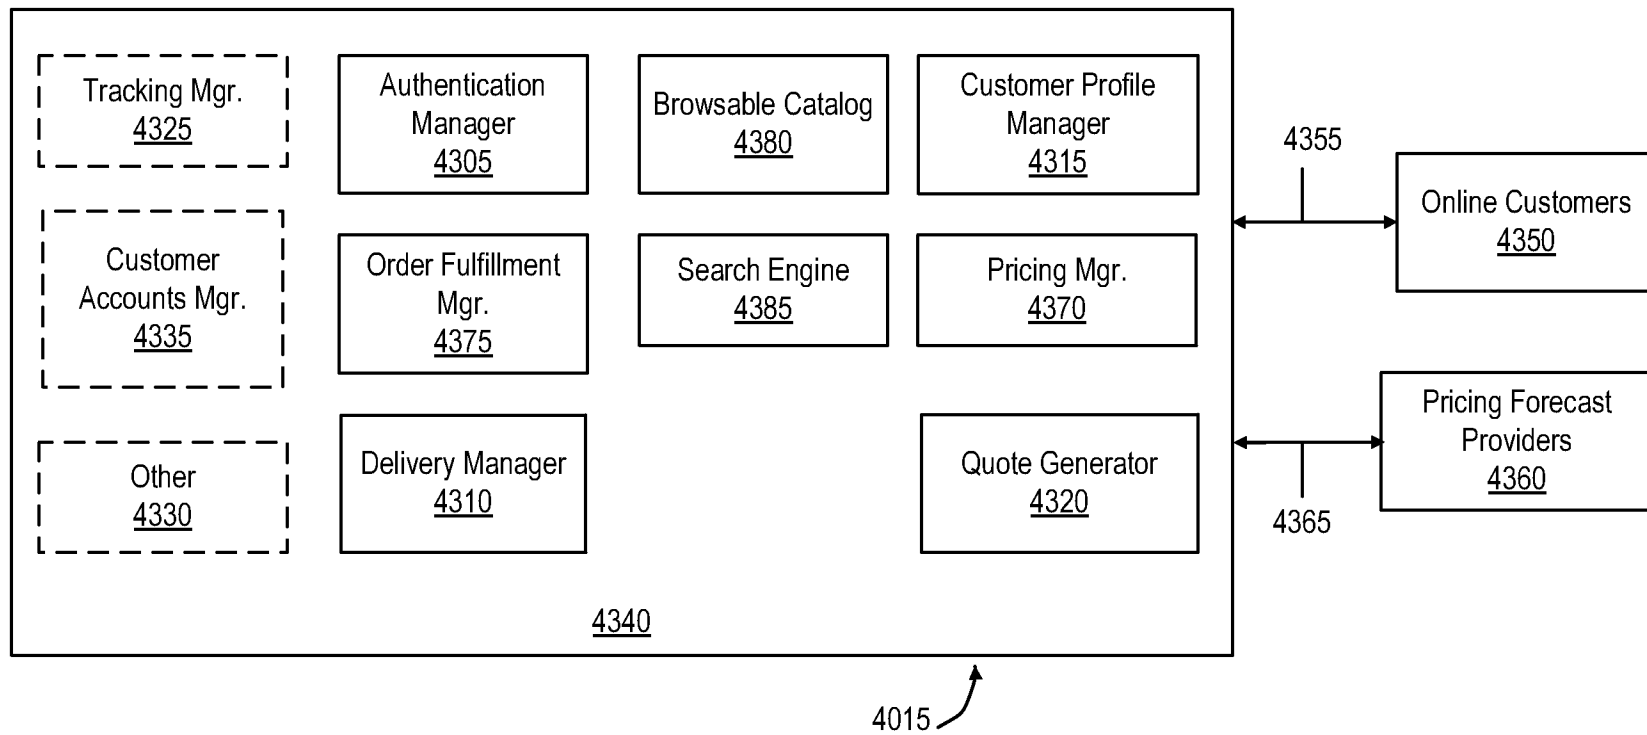 Tracking Mgr.
4325
Authentication
Manager
4305
Browsable Catalog
4380
Customer Profile
Manager
4315
Customer
Accounts Mgr.
4335
Order Fulfillment
Mgr.
4375
Search Engine
4385
Pricing Mgr.
4370
Other
4330
Delivery Manager
4310
Quote Generator
4320
4340
4015
4355
Online Customers
4350
Pricing Forecast
Providers
4360
4365